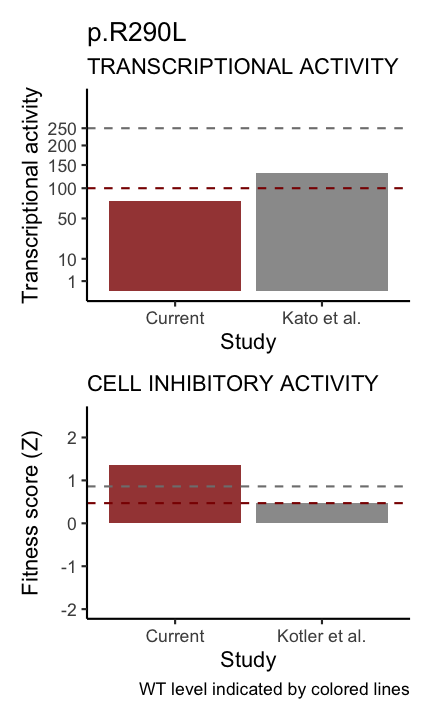 p.R290L
TRANSCRIPTIONAL ACTIVITY
Transcriptional activity
250
200
150
100
50
10
1
Current
Kato et al.
Study
CELL INHIBITORY ACTIVITY
Fitness score (Z)
2
1
0
-1
-2
Current
Kotler et al.
Study
WT level indicated by colored lines